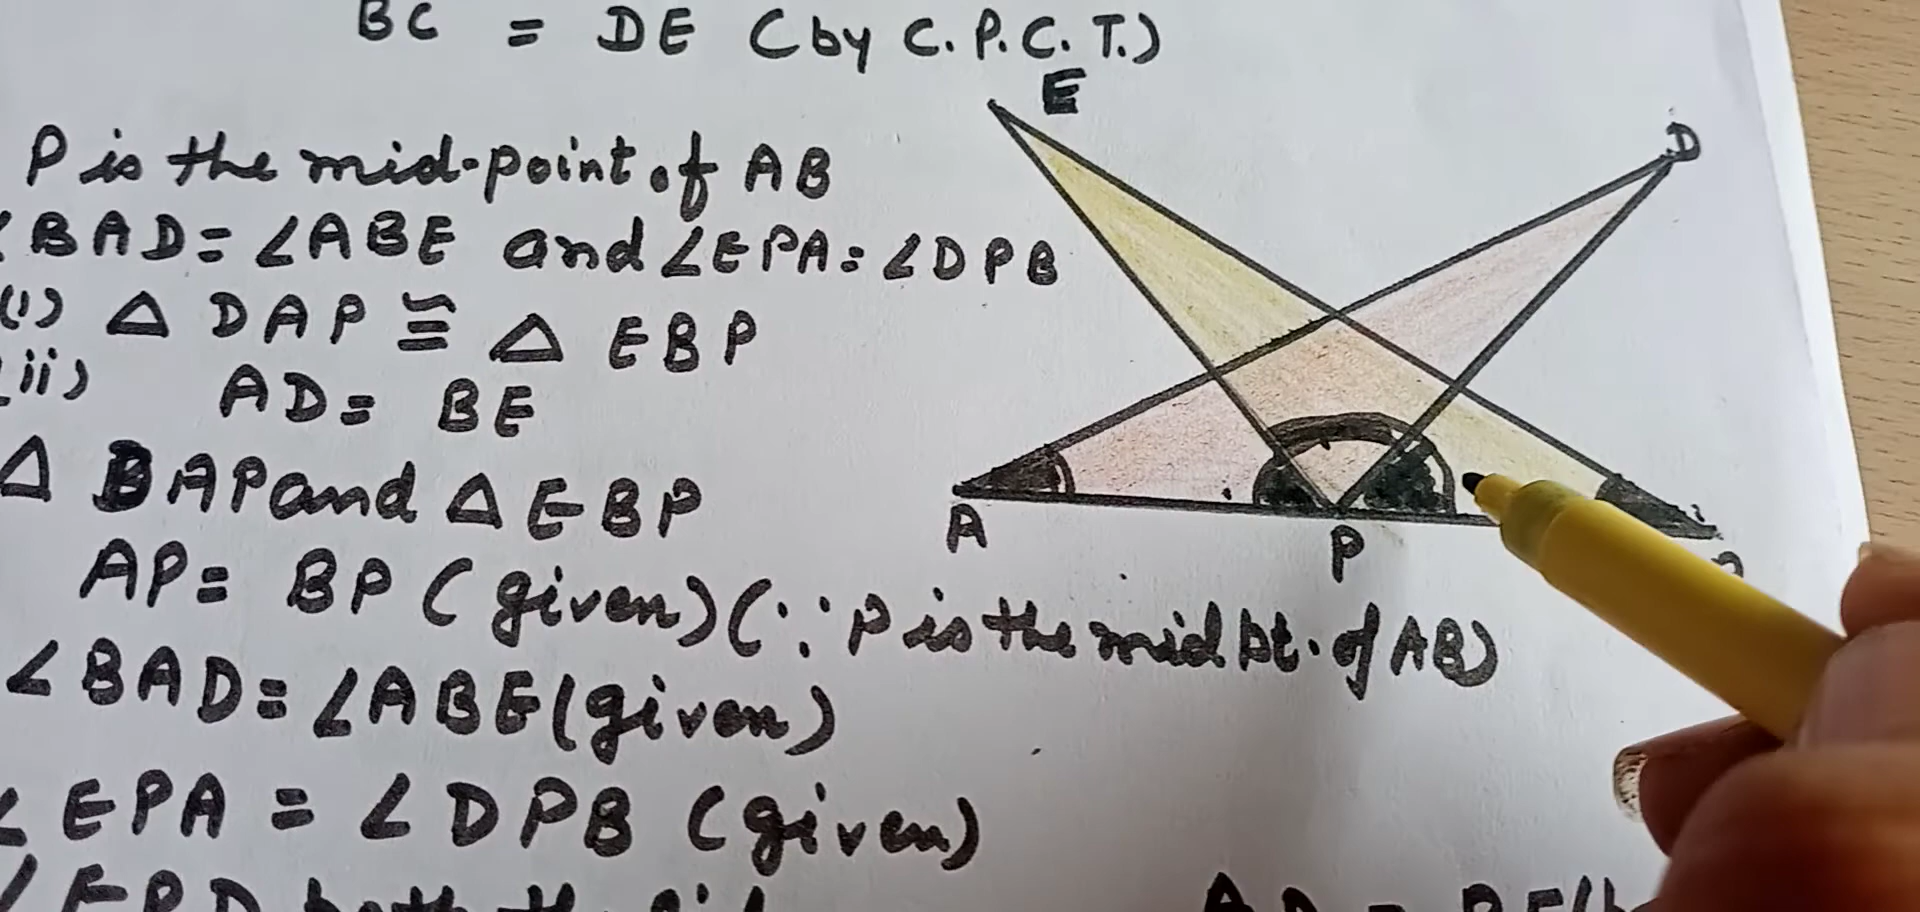 BC = DE (by C.P.C.T.)
E
D
P is the mid-point of AB
∠BAD = ∠ABE and ∠EPA = ∠DPB
(i) △ DAP ≅ △ EBP
(ii) AD = BE
△ BAP and △ EBP
A
P
AP = BP (given) (∵ P is the mid pt. of AB)
∠BAD = ∠ABE (given)
∠EPA = ∠DPB (given)